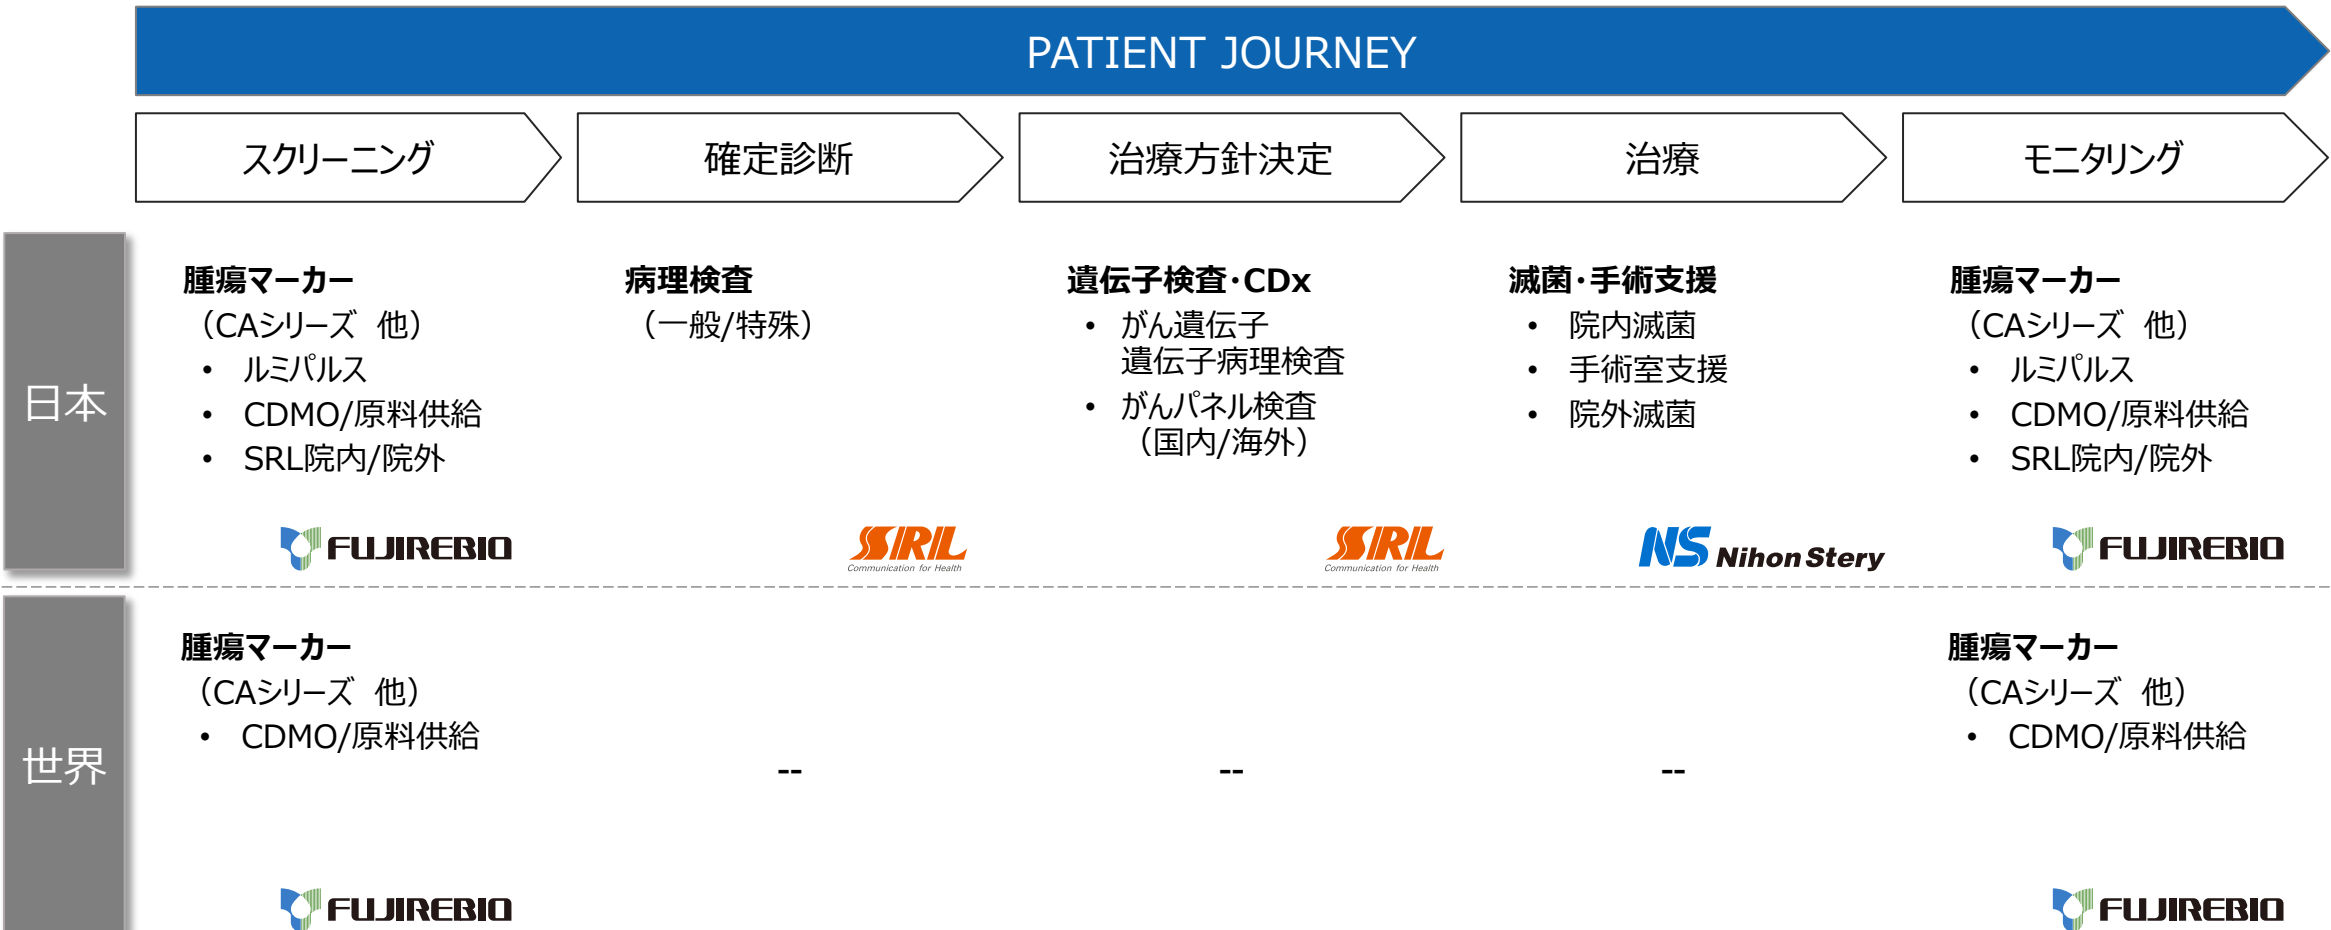 PATIENT JOURNEY
スクリーニング
確定診断
治療方針決定
治療
モニタリング
日本
腫瘍マーカー
（CAシリーズ 他）
• ルミパルス
• CDMO/原料供給
• SRL院内/院外
FUJIREBIO
病理検査
（一般/特殊）
SRL
Communication for Health
遺伝子検査・CDx
• がん遺伝子
遺伝子病理検査
• がんパネル検査
（国内/海外）
SRL
Communication for Health
滅菌・手術支援
• 院内滅菌
• 手術室支援
• 院外滅菌
NS Nihon Stery
腫瘍マーカー
（CAシリーズ 他）
• ルミパルス
• CDMO/原料供給
• SRL院内/院外
FUJIREBIO
世界
腫瘍マーカー
（CAシリーズ 他）
• CDMO/原料供給
FUJIREBIO
--
--
--
腫瘍マーカー
（CAシリーズ 他）
• CDMO/原料供給
FUJIREBIO